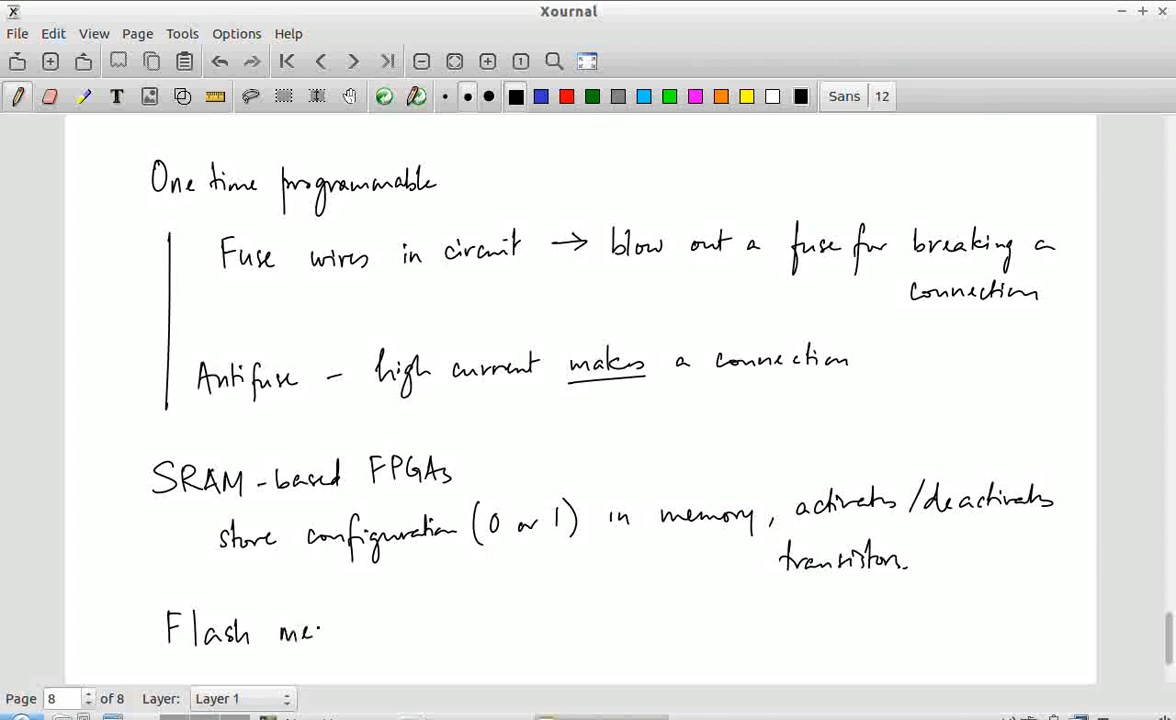 Xournal
File Edit View Page Tools Options Help
Sans 12
One time programmable
Fuse wires in circuit → blow out a fuse for breaking a
connection
Antifuse – high current makes a connection
SRAM-based FPGAs
store configuration (0 or 1) in memory, activates/deactivates
transistors.
Flash me
Page 8 of 8 Layer: Layer 1